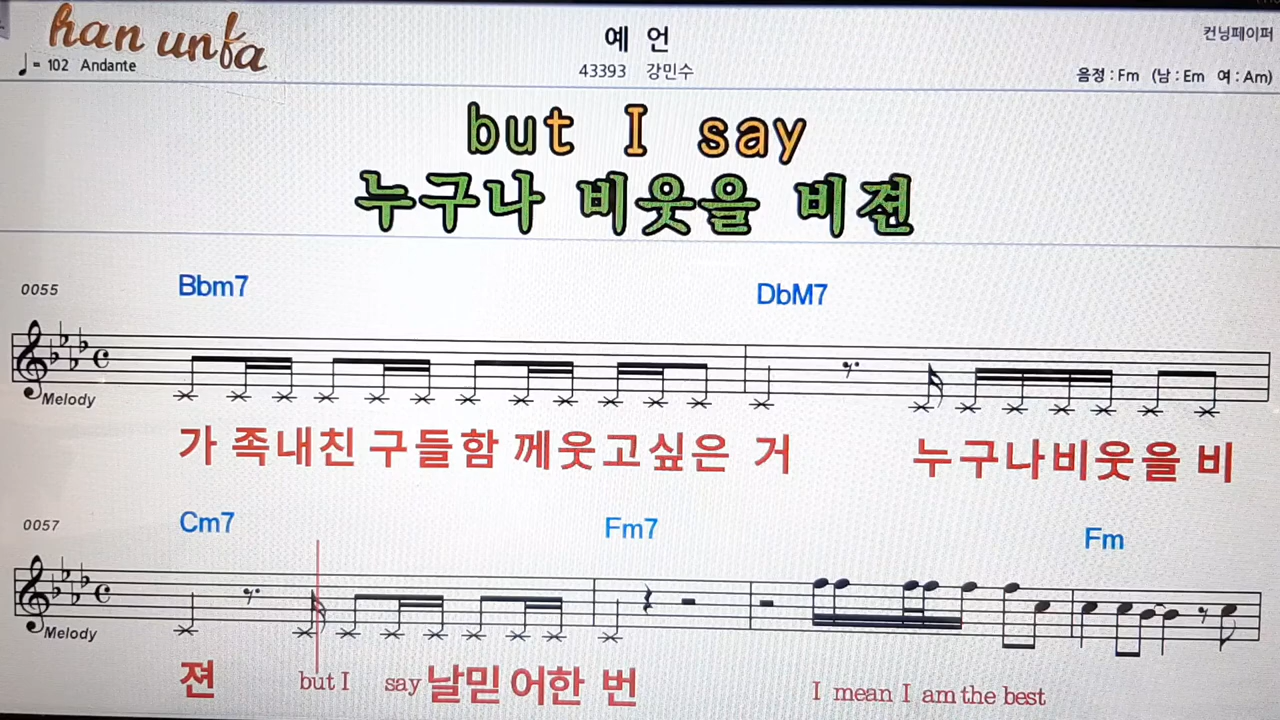 han unfa
예 언
컨닝페이퍼
♩= 102 Andante
43393 강민수
음정 : Fm (남 : Em 여 : Am)
but I say
누구나 비웃을 비젼
0055 Bbm7 DbM7
Melody
가 족내친 구들함 께웃고싶은 거 누구나비웃을 비
0057 Cm7 Fm7 Fm
Melody
젼 but I say 날믿 어한 번 I mean I am the best